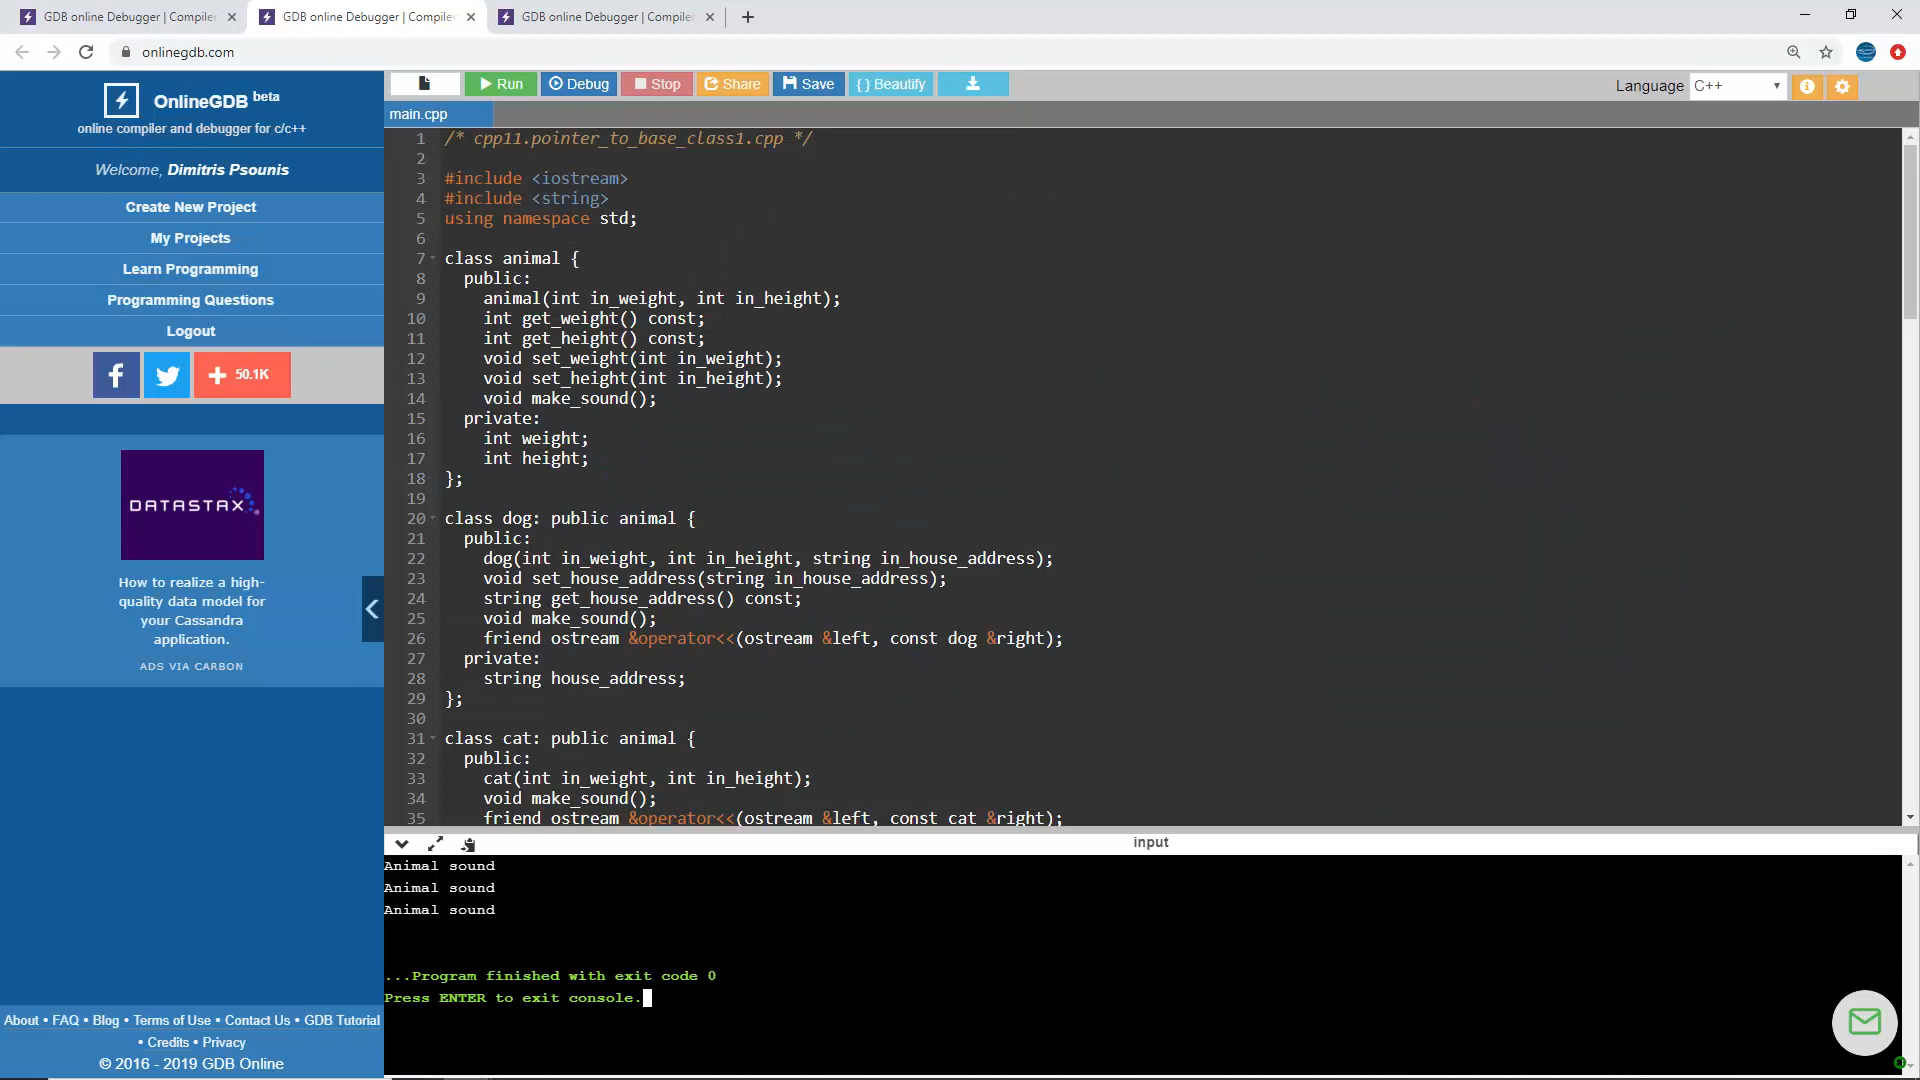 GDB online Debugger | Compiler
GDB online Debugger | Compiler
GDB online Debugger | Compiler
onlinegdb.com
OnlineGDB beta
online compiler and debugger for c/c++
Welcome, Dimitris Psounis
Create New Project
My Projects
Learn Programming
Programming Questions
Logout
50.1K
DATASTAX
How to realize a high-
quality data model for
your Cassandra
application.
ADS VIA CARBON
About • FAQ • Blog • Terms of Use • Contact Us • GDB Tutorial
• Credits • Privacy
© 2016 - 2019 GDB Online
Run Debug Stop Share Save { } Beautify
Language C++
main.cpp
1 /* cpp11.pointer_to_base_class1.cpp */
2
3 #include <iostream>
4 #include <string>
5 using namespace std;
6
7 class animal {
8 public:
9 animal(int in_weight, int in_height);
10 int get_weight() const;
11 int get_height() const;
12 void set_weight(int in_weight);
13 void set_height(int in_height);
14 void make_sound();
15 private:
16 int weight;
17 int height;
18 };
19
20 class dog: public animal {
21 public:
22 dog(int in_weight, int in_height, string in_house_address);
23 void set_house_address(string in_house_address);
24 string get_house_address() const;
25 void make_sound();
26 friend ostream &operator<<(ostream &left, const dog &right);
27 private:
28 string house_address;
29 };
30
31 class cat: public animal {
32 public:
33 cat(int in_weight, int in_height);
34 void make_sound();
35 friend ostream &operator<<(ostream &left, const cat &right);
input
Animal sound
Animal sound
Animal sound
...Program finished with exit code 0
Press ENTER to exit console.